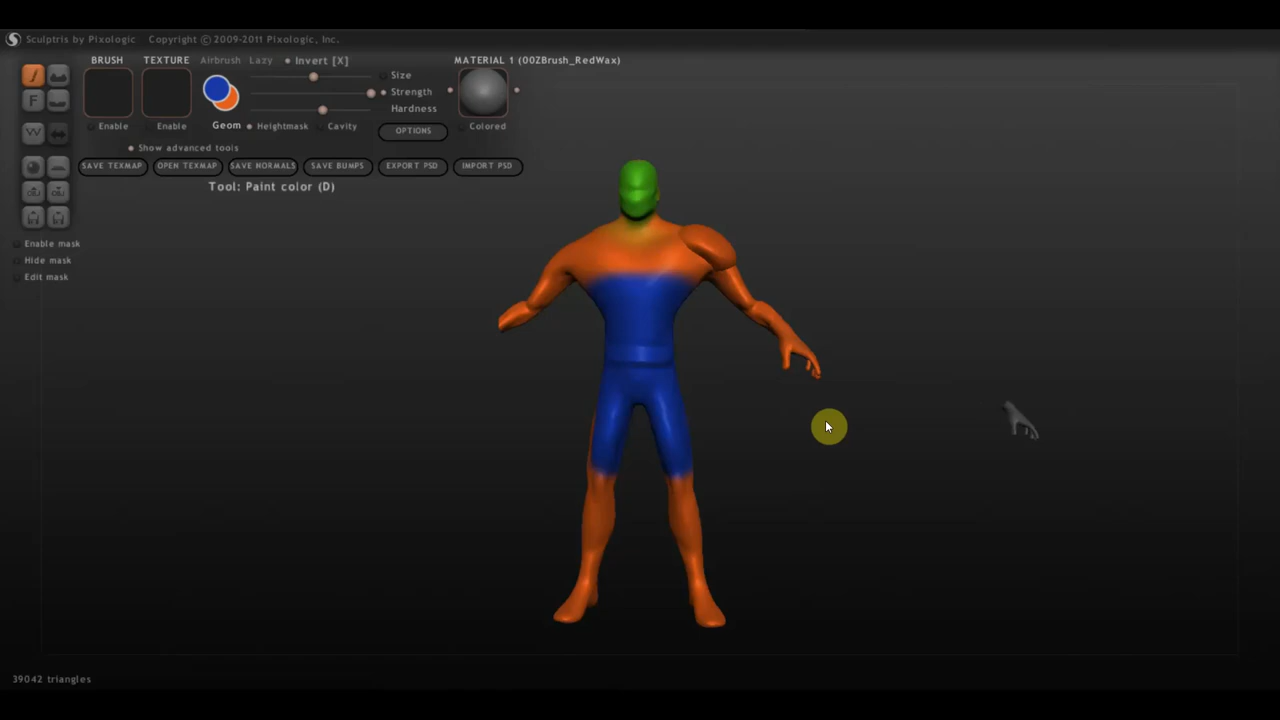 Sculptris by Pixologic Copyright © 2009-2011 Pixologic, Inc.
BRUSH TEXTURE Airbrush Lazy Invert [X] MATERIAL 1 (00ZBrush_RedWax)
Size
F Strength
Hardness
Enable Enable Geom Heightmask Cavity OPTIONS Colored
Show advanced tools
SAVE TEXMAP OPEN TEXMAP SAVE NORMALS SAVE BUMPS EXPORT PSD IMPORT PSD
Tool: Paint color (D)
OBJ OBJ
Enable mask
Hide mask
Edit mask
39042 triangles